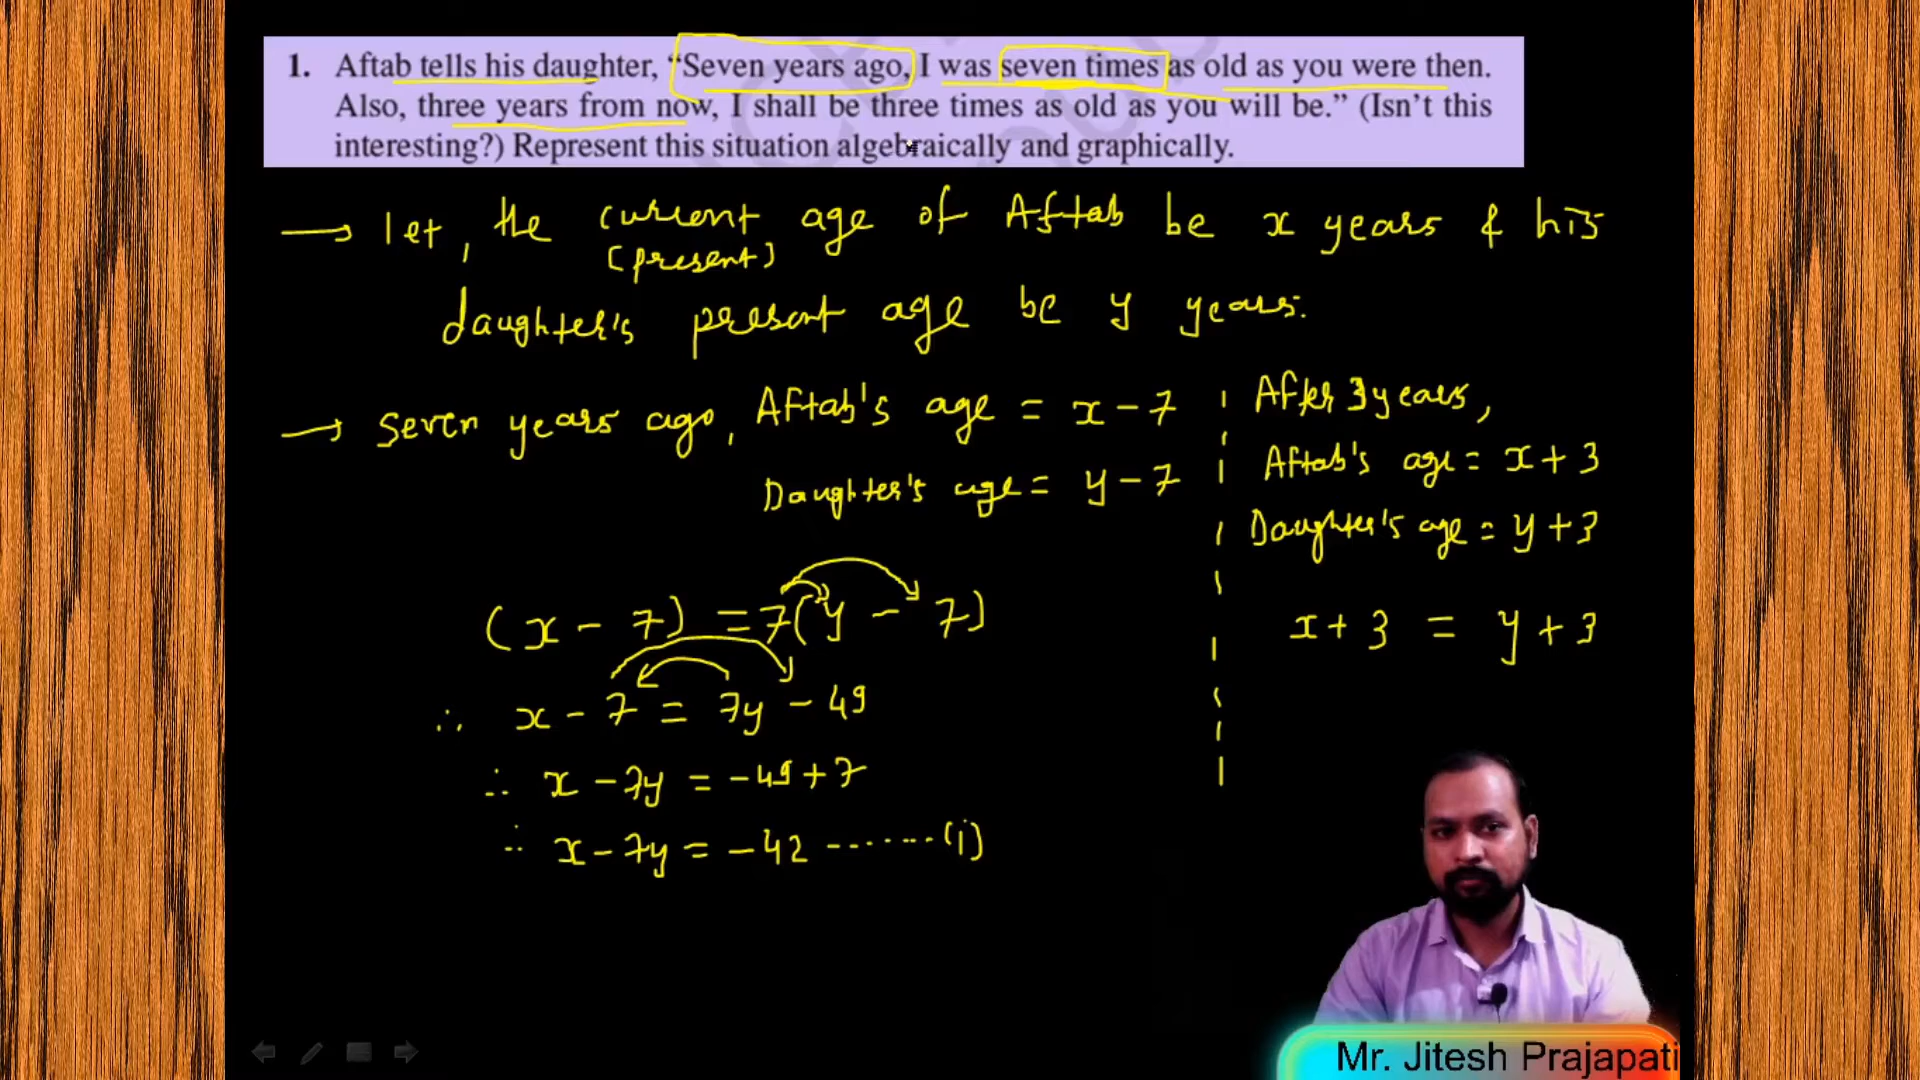 1. Aftab tells his daughter, “Seven years ago, I was seven times as old as you were then.
Also, three years from now, I shall be three times as old as you will be.” (Isn’t this
interesting?) Represent this situation algebraically and graphically.
→ let, the current age of Aftab be x years & his
(present)
daughter's present age be y years.
→ seven years ago, Aftab's age = x - 7
Daughter's age = y - 7
(x - 7) = 7(y - 7)
∴ x - 7 = 7y - 49
∴ x - 7y = -49 + 7
∴ x - 7y = -42 ........(i)
After 3 years,
Aftab's age = x + 3
Daughter's age = y + 3
x + 3 = y + 3
Mr. Jitesh Prajapati